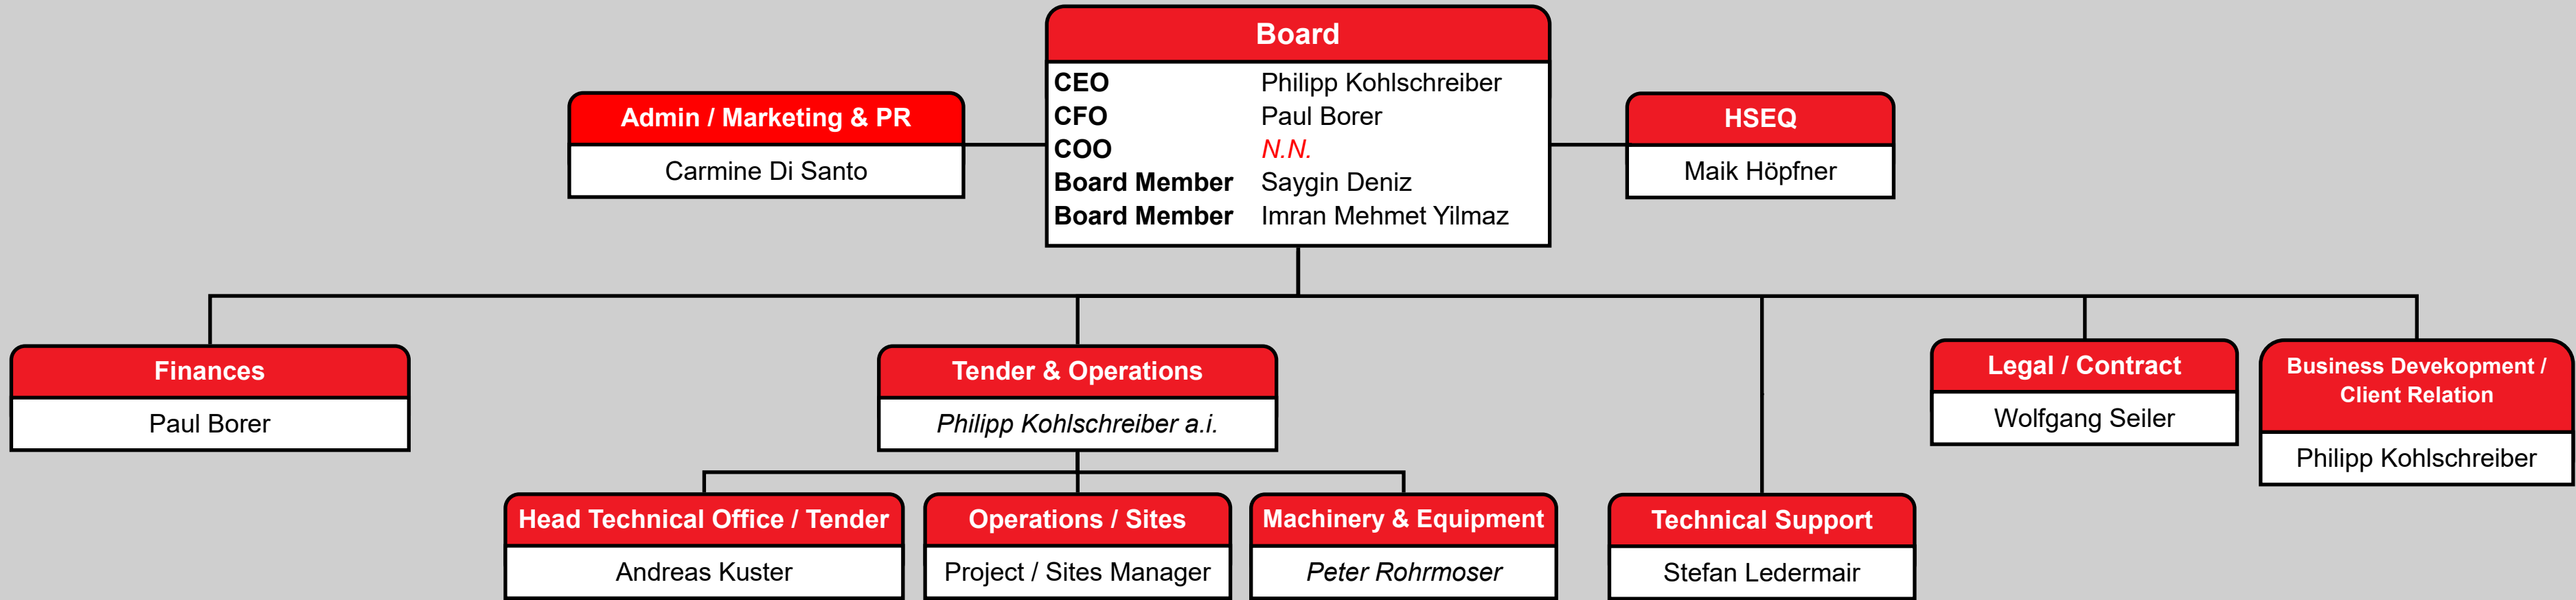 Board
CEO Philipp Kohlschreiber
CFO Paul Borer
COO N.N.
Board Member Saygin Deniz
Board Member Imran Mehmet Yilmaz
Admin / Marketing & PR
Carmine Di Santo
HSEQ
Maik Höpfner
Finances
Paul Borer
Tender & Operations
Philipp Kohlschreiber a.i.
Legal / Contract
Wolfgang Seiler
Business Devekopment /
Client Relation
Philipp Kohlschreiber
Head Technical Office / Tender
Andreas Kuster
Operations / Sites
Project / Sites Manager
Machinery & Equipment
Peter Rohrmoser
Technical Support
Stefan Ledermair